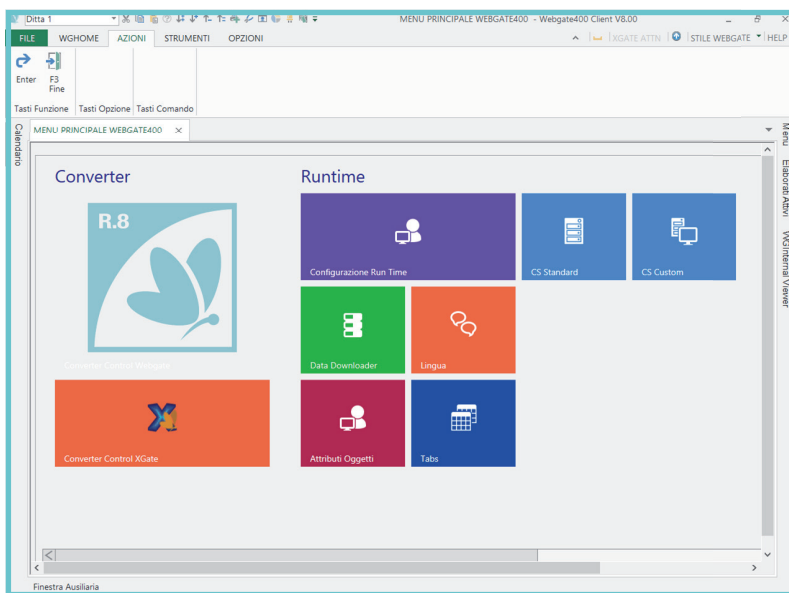 Ditta 1
MENU PRINCIPALE WEBGATE400 - Webgate400 Client V8.00
FILE WGHOME AZIONI STRUMENTI OPZIONI
XGATE ATTN STILE WEBGATE HELP
Enter F3
Fine
Tasti Funzione Tasti Opzione Tasti Comando
Calendario
MENU PRINCIPALE WEBGATE400
Menu
Elaborati Attivi
WGInternal Viewer
Converter
Runtime
R.8
Converter Control Webgate
Configurazione Run Time
CS Standard
CS Custom
Data Downloader
Lingua
Converter Control XGate
Attributi Oggetti
Tabs
Finestra Ausiliaria